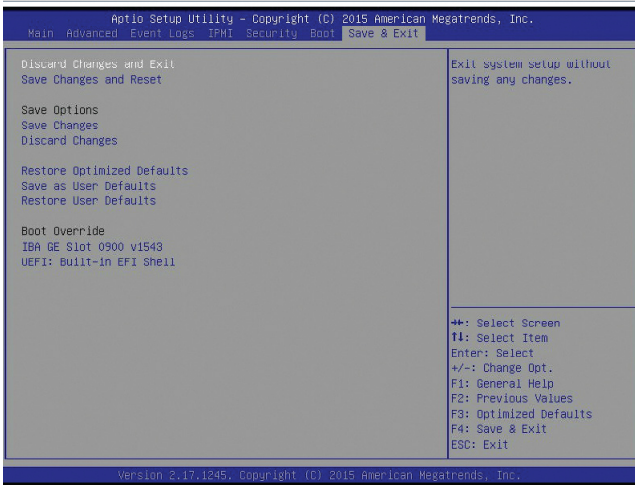 Aptio Setup Utility – Copyright (C) 2015 American Megatrends, Inc.
Main Advanced Event Logs IPMI Security Boot Save & Exit
Discard Changes and Exit
Save Changes and Reset
Save Options
Save Changes
Discard Changes
Restore Optimized Defaults
Save as User Defaults
Restore User Defaults
Boot Override
IBA GE Slot 0900 v1543
UEFI: Built-in EFI Shell
Exit system setup without
saving any changes.
→←: Select Screen
↑↓: Select Item
Enter: Select
+/-: Change Opt.
F1: General Help
F2: Previous Values
F3: Optimized Defaults
F4: Save & Exit
ESC: Exit
Version 2.17.1245. Copyright (C) 2015 American Megatrends, Inc.